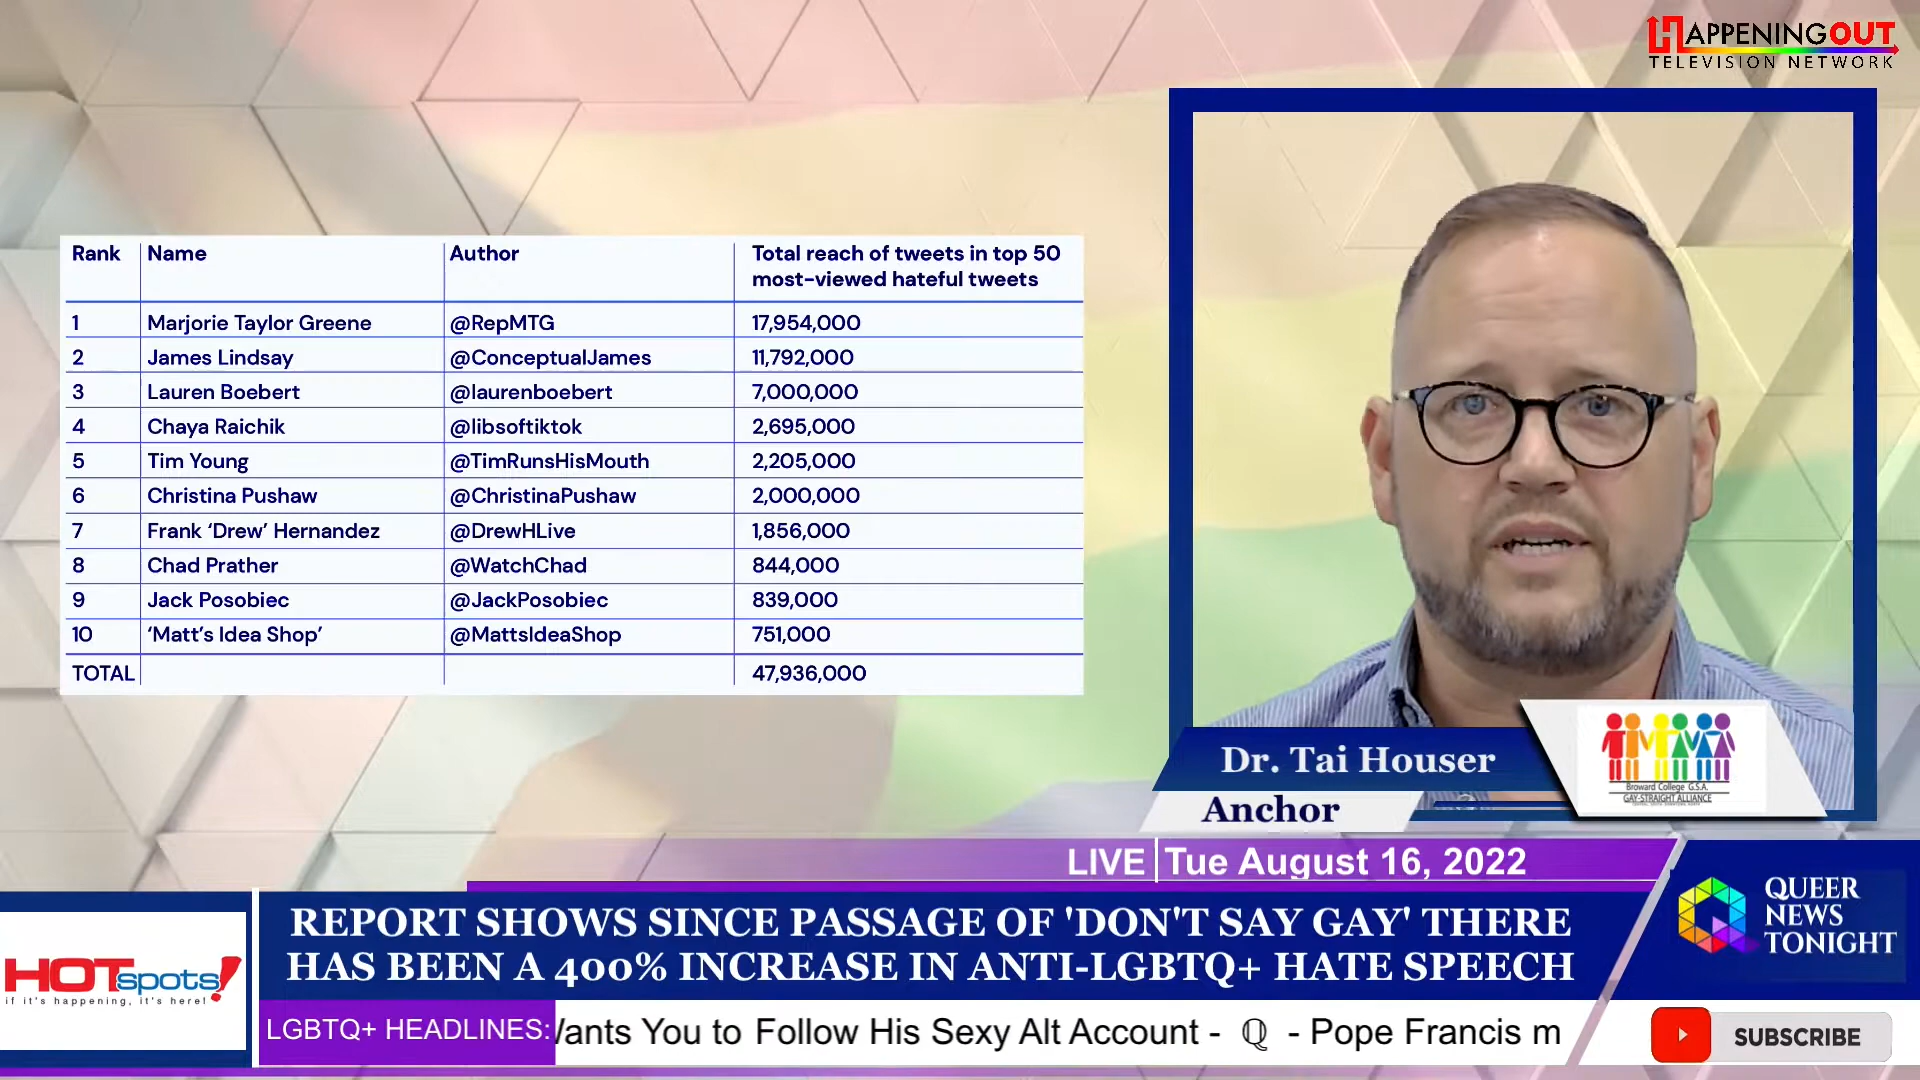 HAPPENINGOUT
TELEVISION NETWORK
Rank Name Author Total reach of tweets in top 50
most-viewed hateful tweets
1 Marjorie Taylor Greene @RepMTG 17,954,000
2 James Lindsay @ConceptualJames 11,792,000
3 Lauren Boebert @laurenboebert 7,000,000
4 Chaya Raichik @libsoftiktok 2,695,000
5 Tim Young @TimRunsHisMouth 2,205,000
6 Christina Pushaw @ChristinaPushaw 2,000,000
7 Frank ‘Drew’ Hernandez @DrewHLive 1,856,000
8 Chad Prather @WatchChad 844,000
9 Jack Posobiec @JackPosobiec 839,000
10 ‘Matt’s Idea Shop’ @MattsIdeaShop 751,000
TOTAL 47,936,000
Dr. Tai Houser
Anchor
Broward College G.S.A.
GAY-STRAIGHT ALLIANCE
LIVE Tue August 16, 2022
REPORT SHOWS SINCE PASSAGE OF 'DON'T SAY GAY' THERE
HAS BEEN A 400% INCREASE IN ANTI-LGBTQ+ HATE SPEECH
QUEER
NEWS
TONIGHT
HOTspots!
if it's happening, it's here!
LGBTQ+ HEADLINES: ants You to Follow His Sexy Alt Account - ℚ - Pope Francis m
SUBSCRIBE